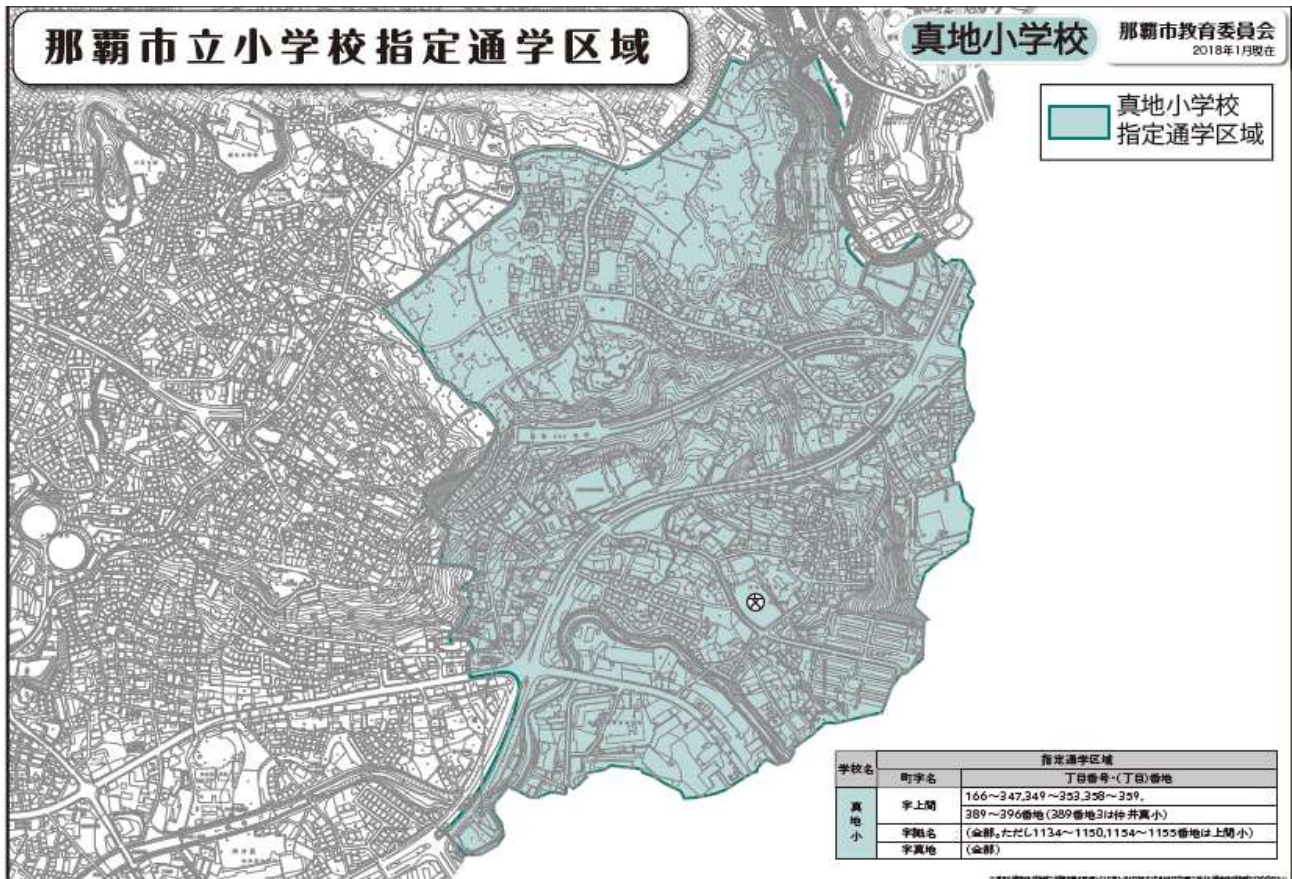 那覇市立小学校指定通学区域
真地小学校
那覇市教育委員会
2018年1月現在
真地小学校
指定通学区域
学校名
指定通学区域
町字名
丁目番号・(丁目)番地
真地小
字上間
166～347,349～353,358～359,
389～396番地(389番地3は仲井真小)
字識名
(全部。ただし1134～1150,1154～1155番地は上間小)
字真地
(全部)